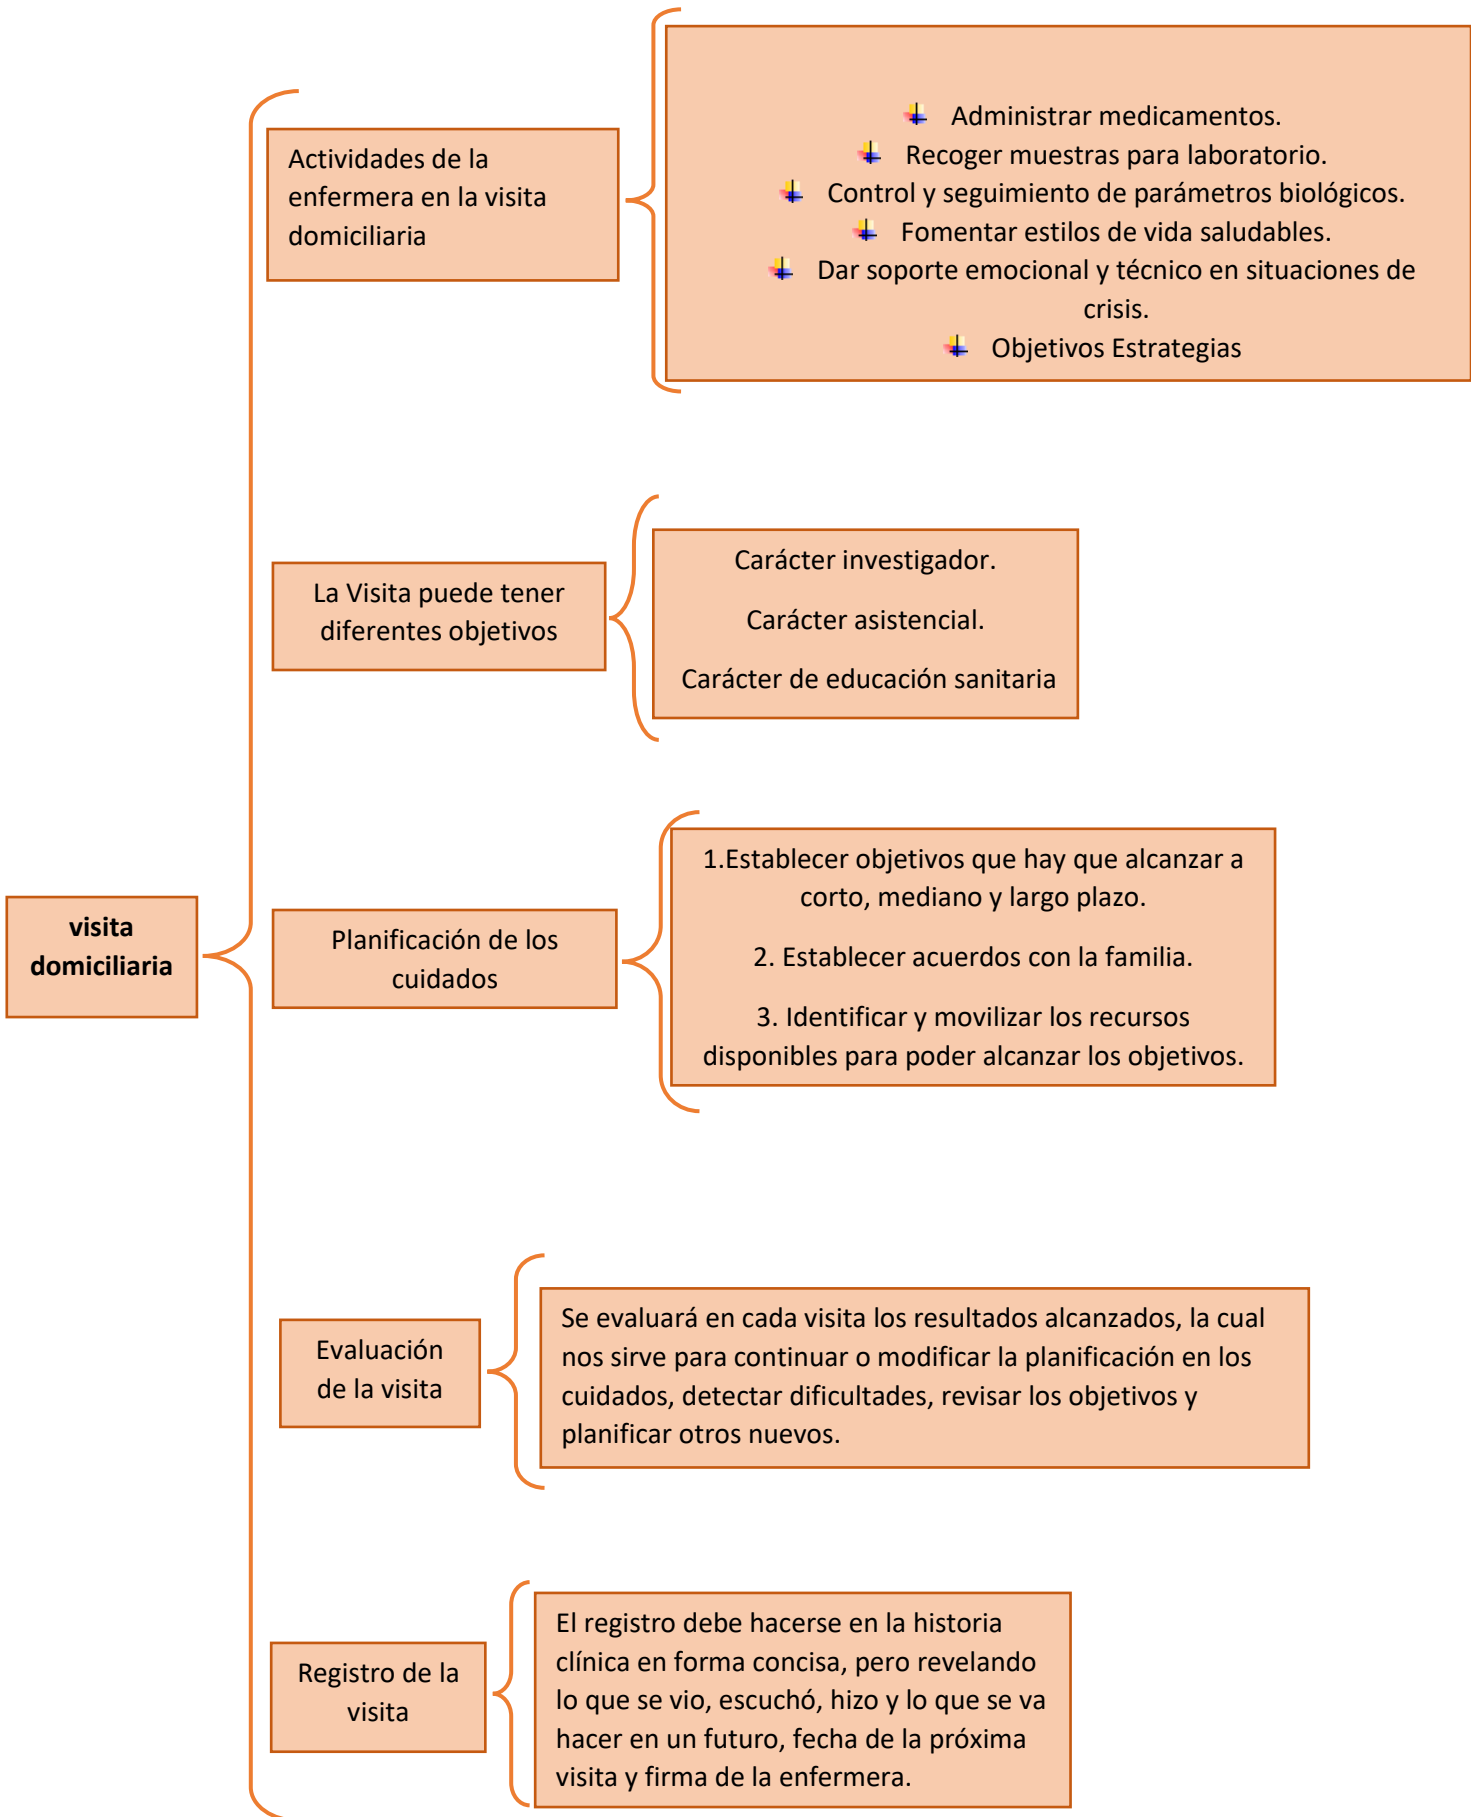 Actividades de la
enfermera en la visita
domiciliaria
Administrar medicamentos.
Recoger muestras para laboratorio.
Control y seguimiento de parámetros biológicos.
Fomentar estilos de vida saludables.
Dar soporte emocional y técnico en situaciones de
crisis.
Objetivos Estrategias
La Visita puede tener
diferentes objetivos
Carácter investigador.
Carácter asistencial.
Carácter de educación sanitaria
visita
domiciliaria
Planificación de los
cuidados
1.Establecer objetivos que hay que alcanzar a
corto, mediano y largo plazo.
2. Establecer acuerdos con la familia.
3. Identificar y movilizar los recursos
disponibles para poder alcanzar los objetivos.
Evaluación
de la visita
Se evaluará en cada visita los resultados alcanzados, la cual
nos sirve para continuar o modificar la planificación en los
cuidados, detectar dificultades, revisar los objetivos y
planificar otros nuevos.
Registro de la
visita
El registro debe hacerse en la historia
clínica en forma concisa, pero revelando
lo que se vio, escuchó, hizo y lo que se va
hacer en un futuro, fecha de la próxima
visita y firma de la enfermera.